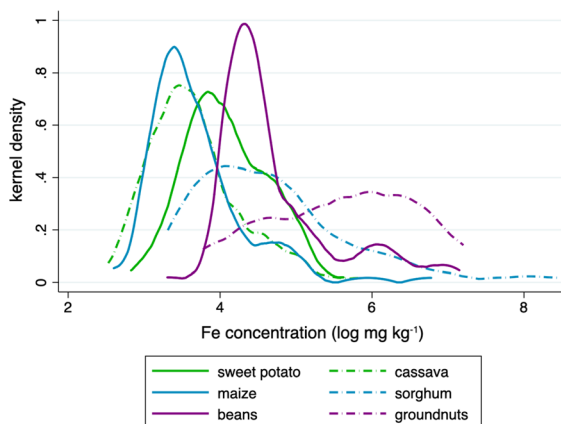 1
.8
.6
.4
.2
0
kernel density
2 4 6 8
Fe concentration (log mg kg⁻¹)
sweet potato cassava
maize sorghum
beans groundnuts